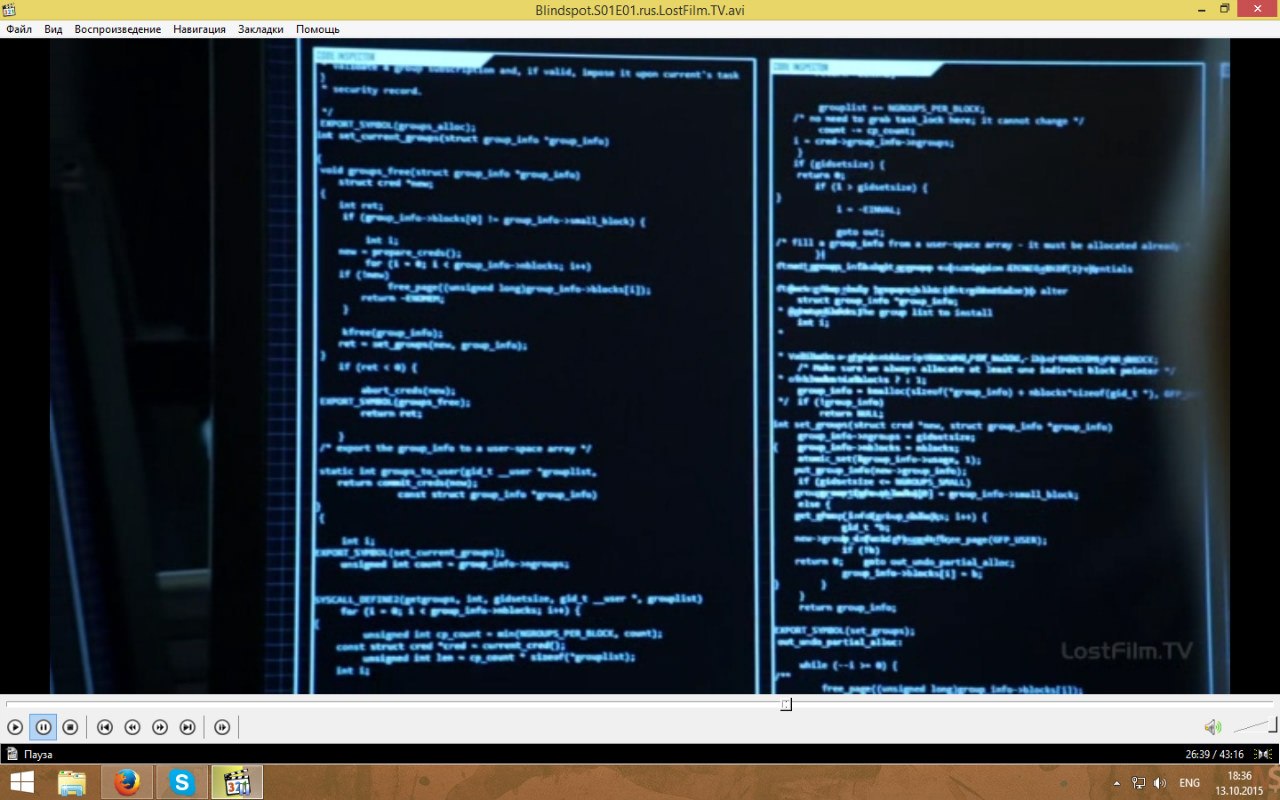 Blindspot.S01E01.rus.LostFilm.TV.avi
Файл Вид Воспроизведение Навигация Закладки Помощь
CODE INSPECTOR
validate a group subscription and, if valid, impose it upon current's task
}
* security record.
*/
EXPORT_SYMBOL(groups_alloc);
int set_current_groups(struct group_info *group_info)
{
void groups_free(struct group_info *group_info)
struct cred *new;
{
int ret;
if (group_info->blocks[0] != group_info->small_block) {
int i;
new = prepare_creds();
for (i = 0; i < group_info->nblocks; i++)
if (!new)
free_page((unsigned long)group_info->blocks[i]);
return -ENOMEM;
}
kfree(group_info);
ret = set_groups(new, group_info);
}
if (ret < 0) {
abort_creds(new);
EXPORT_SYMBOL(groups_free);
return ret;
}
/* export the group_info to a user-space array */
static int groups_to_user(gid_t __user *grouplist,
return commit_creds(new);
const struct group_info *group_info)
}
{
int i;
EXPORT_SYMBOL(set_current_groups);
unsigned int count = group_info->ngroups;
SYSCALL_DEFINE2(getgroups, int, gidsetsize, gid_t __user *, grouplist)
for (i = 0; i < group_info->nblocks; i++) {
{
unsigned int cp_count = min(NGROUPS_PER_BLOCK, count);
const struct cred *cred = current_cred();
unsigned int len = cp_count * sizeof(*grouplist);
int i;
CODE INSPECTOR
grouplist += NGROUPS_PER_BLOCK;
/* no need to grab task_lock here; it cannot change */
count -= cp_count;
i = cred->group_info->ngroups;
}
if (gidsetsize) {
return 0;
if (i > gidsetsize) {
}
i = -EINVAL;
goto out;
/* fill a group_info from a user-space array - it must be allocated already *
}
alter
struct group_info *group_info;
the group list to install
int i;
*
/* Make sure we always allocate at least one indirect block pointer */
? : 1;
group_info = kmalloc(sizeof(*group_info) + nblocks*sizeof(gid_t *),
*/ if (!group_info)
return NULL;
int set_groups(struct cred *new, struct group_info *group_info)
group_info->ngroups = gidsetsize;
{ group_info->nblocks = nblocks;
atomic_set(&group_info->usage, 1);
put_group_info(new->group_info);
if (gidsetsize <= NGROUPS_SMALL)
= group_info->small_block;
else {
i++) {
gid_t *b;
(GFP_USER);
if (!b)
return 0; goto out_undo_partial_alloc;
group_info->blocks[i] = b;
} }
}
return group_info;
EXPORT_SYMBOL(set_groups);
out_undo_partial_alloc:
while (--i >= 0) {
/**
free_page((unsigned long)group_info->blocks[i]);
LostFilm.TV
Пауза
26:39 / 43:16
321
ENG
18:36
13.10.2015